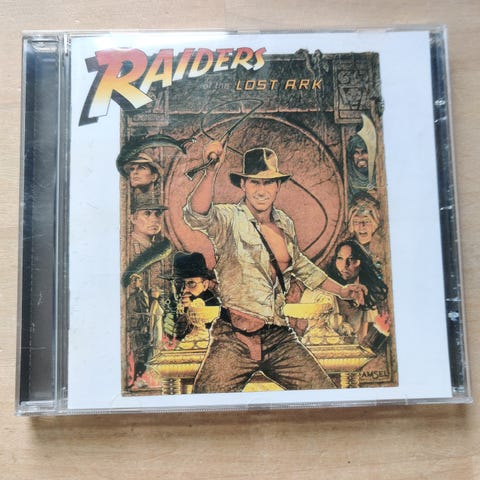 RAIDERS
of the LOST ARK
AMSEL